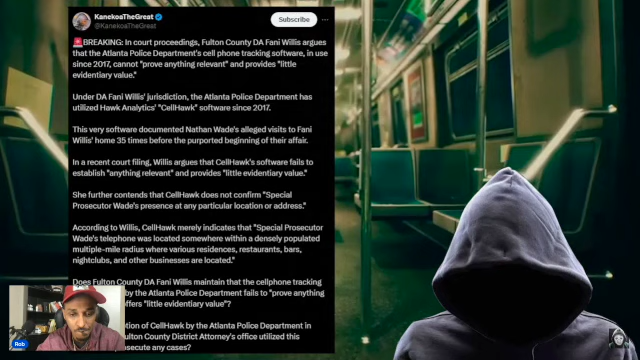 KanekoaTheGreat
@KanekoaTheGreat
Subscribe
🚨BREAKING: In court proceedings, Fulton County DA Fani Willis argues
that the Atlanta Police Department's cell phone tracking software, in use
since 2017, cannot "prove anything relevant" and provides "little
evidentiary value."
Under DA Fani Willis' jurisdiction, the Atlanta Police Department has
utilized Hawk Analytics' "CellHawk" software since 2017.
This very software documented Nathan Wade's alleged visits to Fani
Willis' home 35 times before the purported beginning of their affair.
In a recent court filing, Willis argues that CellHawk's software fails to
establish "anything relevant" and provides "little evidentiary value."
She further contends that CellHawk does not confirm "Special
Prosecutor Wade's presence at any particular location or address."
According to Willis, CellHawk merely indicates that "Special Prosecutor
Wade's telephone was located somewhere within a densely populated
multiple-mile radius where various residences, restaurants, bars,
nightclubs, and other businesses are located."
Does Fulton County DA Fani Willis maintain that the cellphone tracking
by the Atlanta Police Department fails to "prove anything
offers "little evidentiary value"?
tion of CellHawk by the Atlanta Police Department in
ulton County District Attorney's office utilized this
secute any cases?
Rob